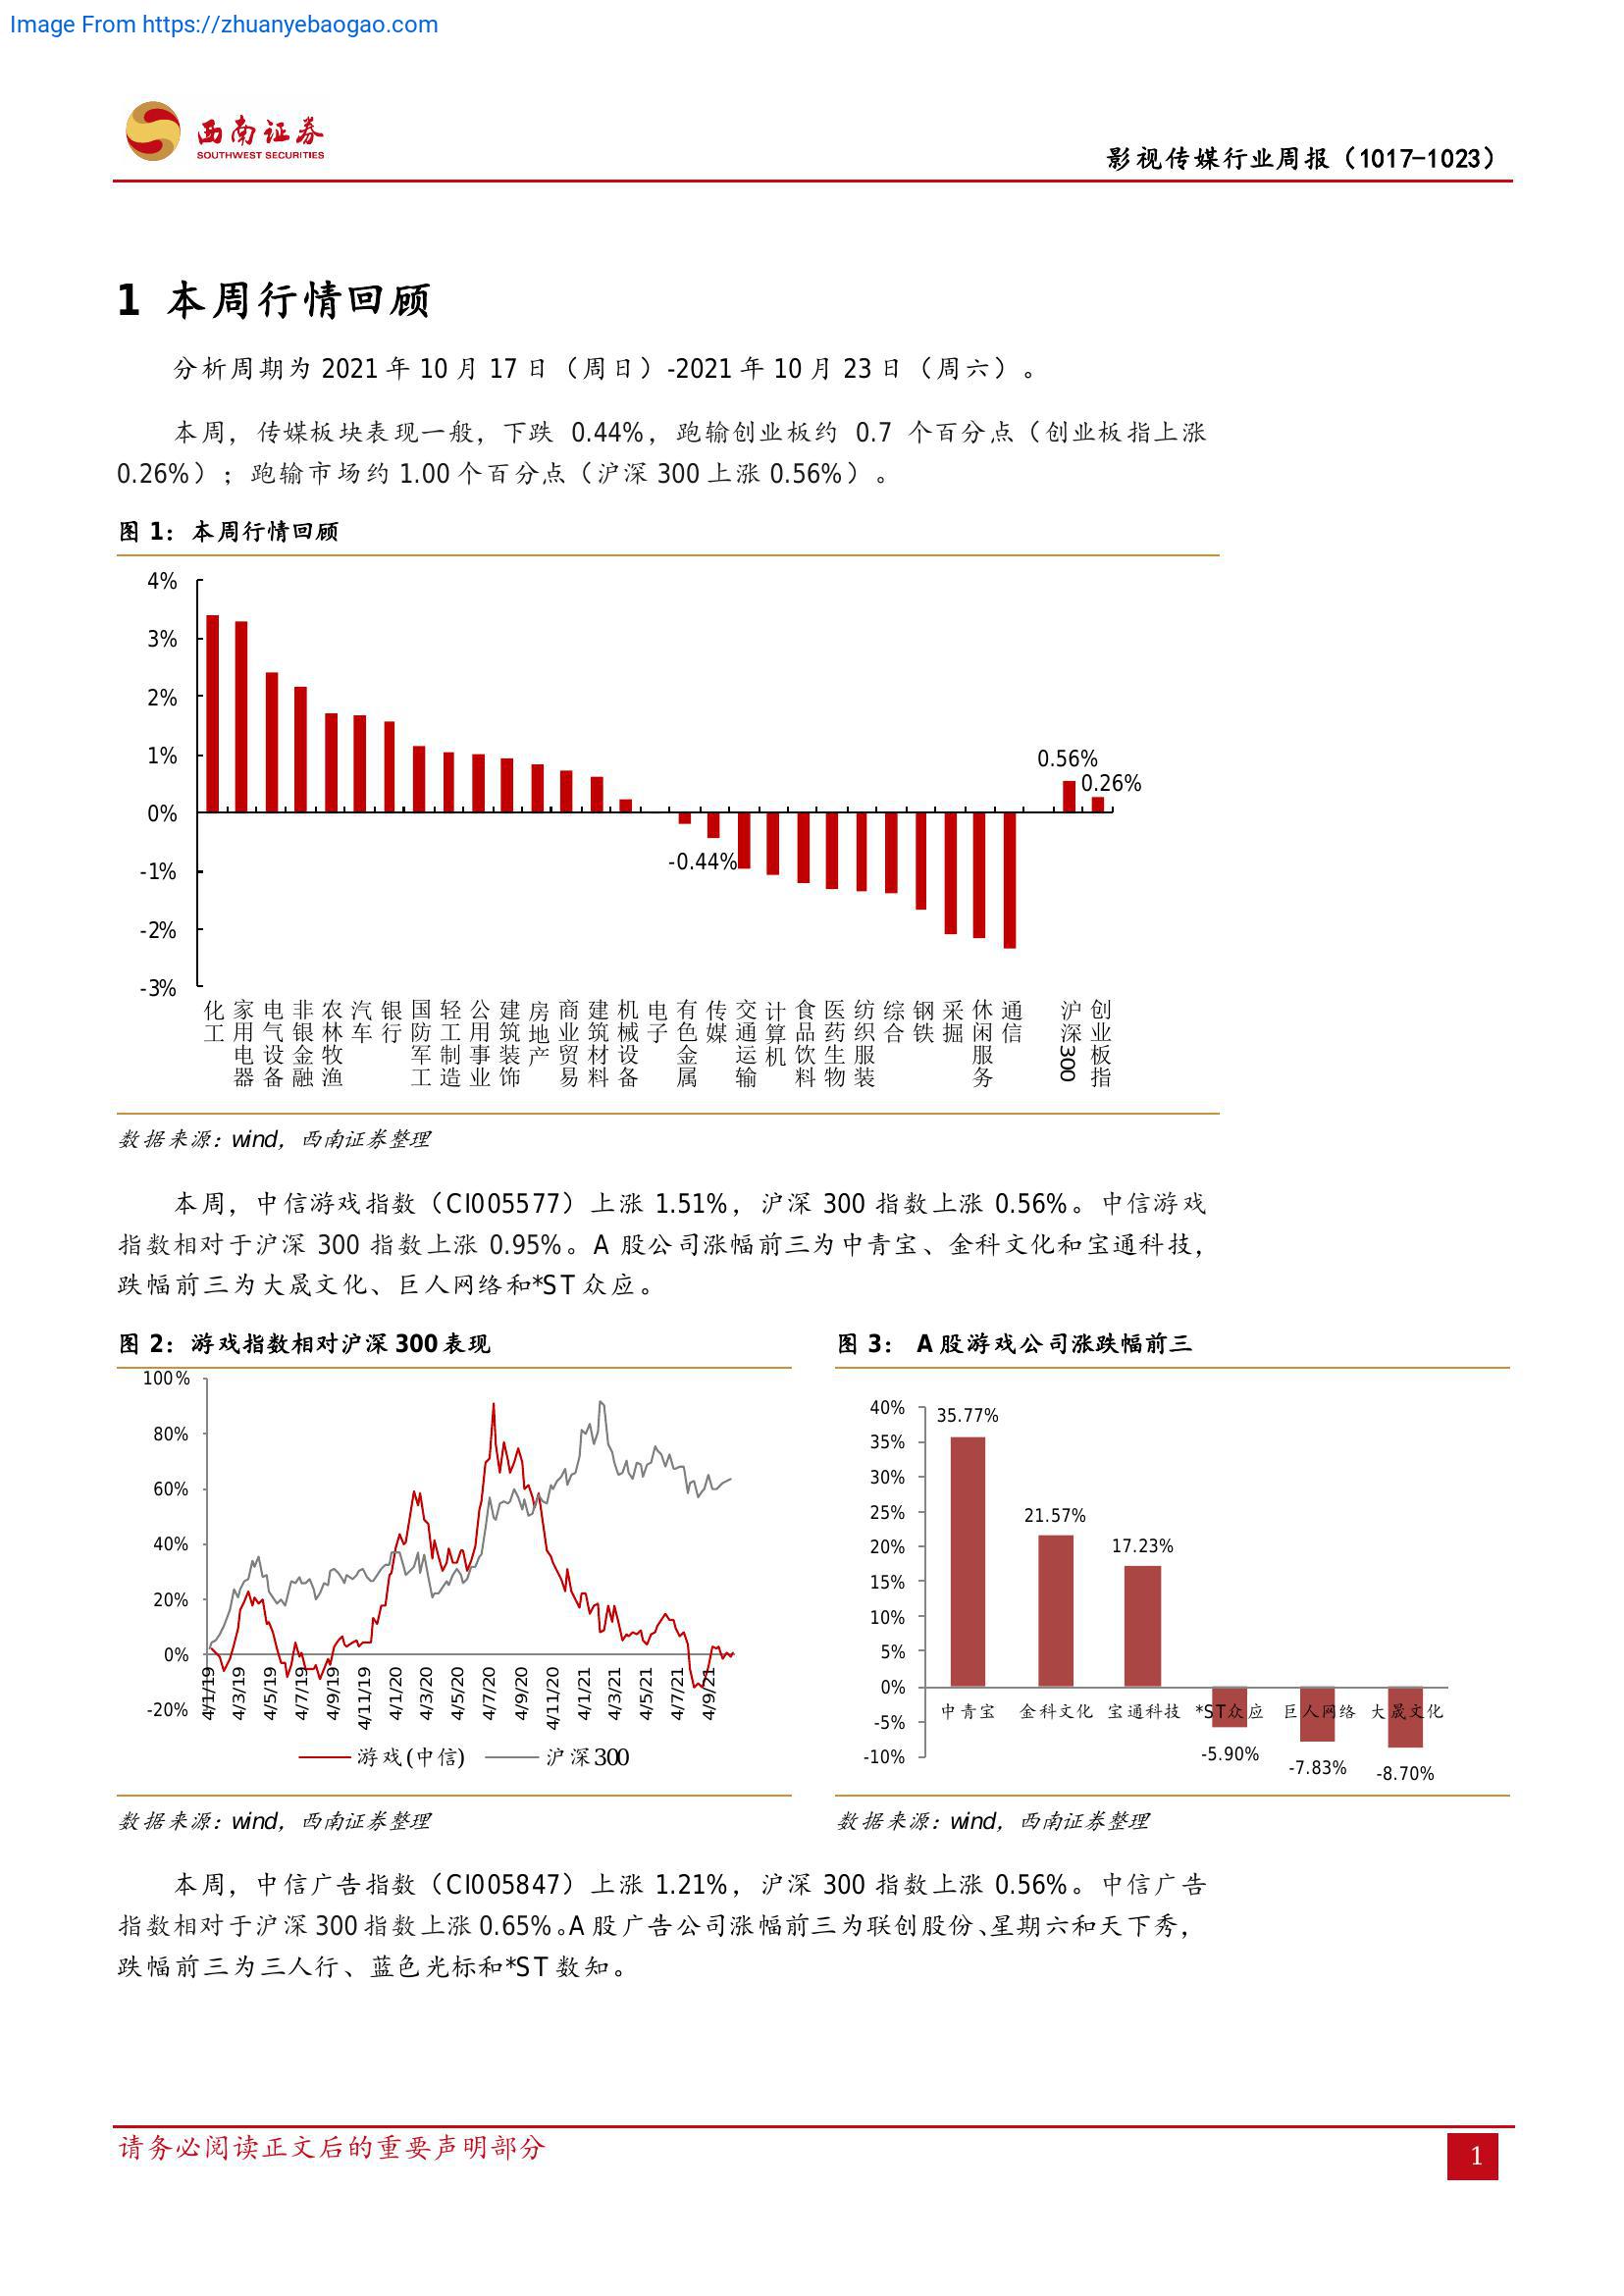 Image From https://zhuanyebaogao.com
西南证券
SOUTHWEST SECURITIES
影视传媒行业周报（1017-1023）
1 本周行情回顾
分析周期为 2021 年 10 月 17 日（周日）-2021 年 10 月 23 日（周六）。
本周，传媒板块表现一般，下跌 0.44%，跑输创业板约 0.7 个百分点（创业板指上涨
0.26%）；跑输市场约 1.00 个百分点（沪深 300 上涨 0.56%）。
图 1：本周行情回顾
4%
3%
2%
1%
0%
-1%
-2%
-3%
0.56%
0.26%
-0.44%
化工
家用电器
电气设备
非银金融
农林牧渔
汽车
银行
国防军工
轻工制造
公用事业
建筑装饰
房地产
商业贸易
建筑材料
机械设备
电子
有色金属
传媒
交通运输
计算机
食品饮料
医药生物
纺织服装
综合
钢铁
采掘
休闲服务
通信
沪深300
创业板指
数据来源：wind，西南证券整理
本周，中信游戏指数（CI005577）上涨 1.51%，沪深 300 指数上涨 0.56%。中信游戏
指数相对于沪深 300 指数上涨 0.95%。A 股公司涨幅前三为中青宝、金科文化和宝通科技，
跌幅前三为大晟文化、巨人网络和*ST 众应。
图 2：游戏指数相对沪深 300 表现
100%
80%
60%
40%
20%
0%
-20%
4/1/19
4/3/19
4/5/19
4/7/19
4/9/19
4/11/19
4/1/20
4/3/20
4/5/20
4/7/20
4/9/20
4/11/20
4/1/21
4/3/21
4/5/21
4/7/21
4/9/21
游戏(中信)
沪深300
数据来源：wind，西南证券整理
图 3： A 股游戏公司涨跌幅前三
40%
35%
30%
25%
20%
15%
10%
5%
0%
-5%
-10%
35.77%
21.57%
17.23%
中青宝
金科文化
宝通科技
*ST众应
巨人网络
大晟文化
-5.90%
-7.83%
-8.70%
数据来源：wind，西南证券整理
本周，中信广告指数（CI005847）上涨 1.21%，沪深 300 指数上涨 0.56%。中信广告
指数相对于沪深 300 指数上涨 0.65%。A 股广告公司涨幅前三为联创股份、星期六和天下秀，
跌幅前三为三人行、蓝色光标和*ST 数知。
请务必阅读正文后的重要声明部分
1